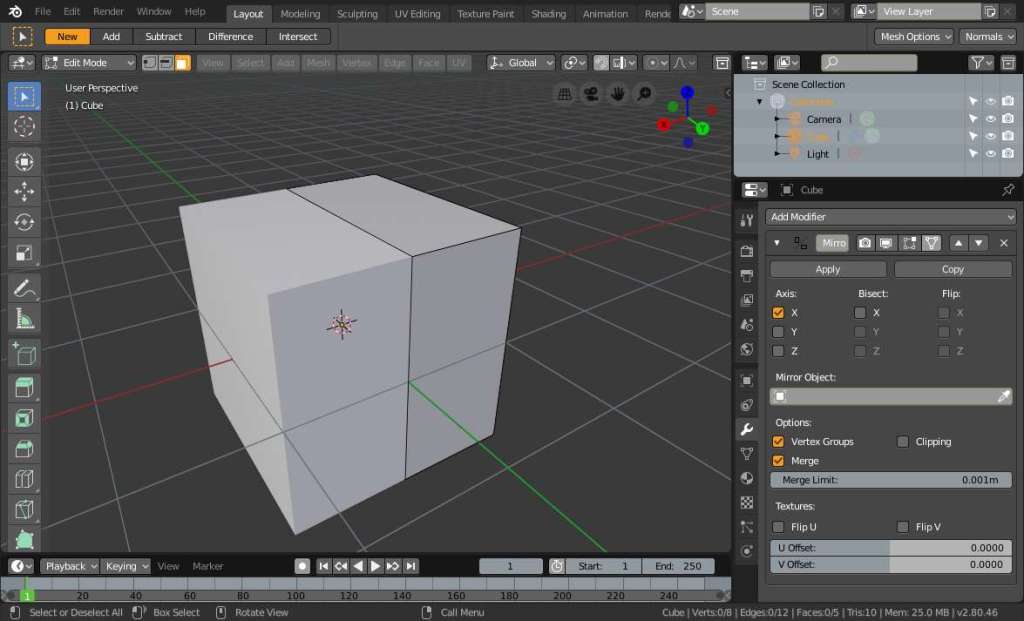 File Edit Render Window Help Layout Modeling Sculpting UV Editing Texture Paint Shading Animation Rende Scene View Layer
New Add Subtract Difference Intersect Mesh Options Normals
Edit Mode View Select Add Mesh Vertex Edge Face UV Global
User Perspective
(1) Cube
X
Y
Scene Collection
Camera
Light
Cube
Add Modifier
Mirro
Apply Copy
Axis: Bisect: Flip:
X X X
Y Y Y
Z Z Z
Mirror Object:
Options:
Vertex Groups Clipping
Merge
Merge Limit: 0.001m
Textures:
Flip U Flip V
U Offset: 0.0000
V Offset: 0.0000
Playback Keying View Marker 1 Start: 1 End: 250
1 20 40 60 80 100 120 140 160 180 200 220 240
Select or Deselect All Box Select Rotate View Call Menu Cube | Verts:0/8 | Edges:0/12 | Faces:0/5 | Tris:10 | Mem: 25.0 MB | v2.80.46